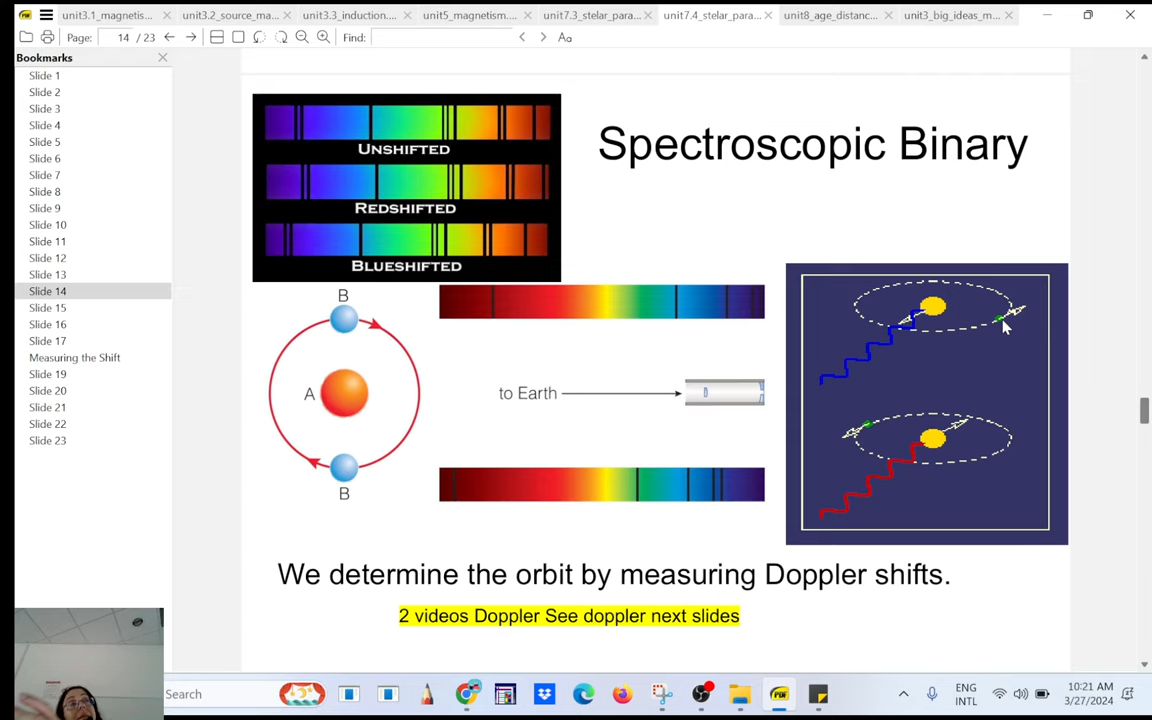 unit3.1_magnetis...
unit3.2_source_ma...
unit3.3_induction....
unit5_magnetism....
unit7.3_stelar_para...
unit7.4_stelar_para...
unit8_age_distanc...
unit3_big_ideas_m...
Page: 14 / 23
Find:
Aa
Bookmarks
Slide 1
Slide 2
Slide 3
Slide 4
Slide 5
Slide 6
Slide 7
Slide 8
Slide 9
Slide 10
Slide 11
Slide 12
Slide 13
Slide 14
Slide 15
Slide 16
Slide 17
Measuring the Shift
Slide 19
Slide 20
Slide 21
Slide 22
Slide 23
UNSHIFTED
REDSHIFTED
BLUESHIFTED
Spectroscopic Binary
B
A
to Earth
B
We determine the orbit by measuring Doppler shifts.
2 videos Doppler See doppler next slides
Search
ENG
INTL
10:21 AM
3/27/2024